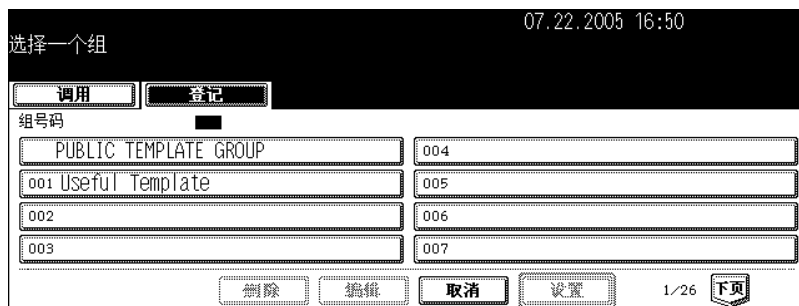 07.22.2005 16:50
选择一个组
调用 登记
组号码
PUBLIC TEMPLATE GROUP 004
001 Useful Template 005
002 006
003 007
删除 编辑 取消 设置 1/26 下页